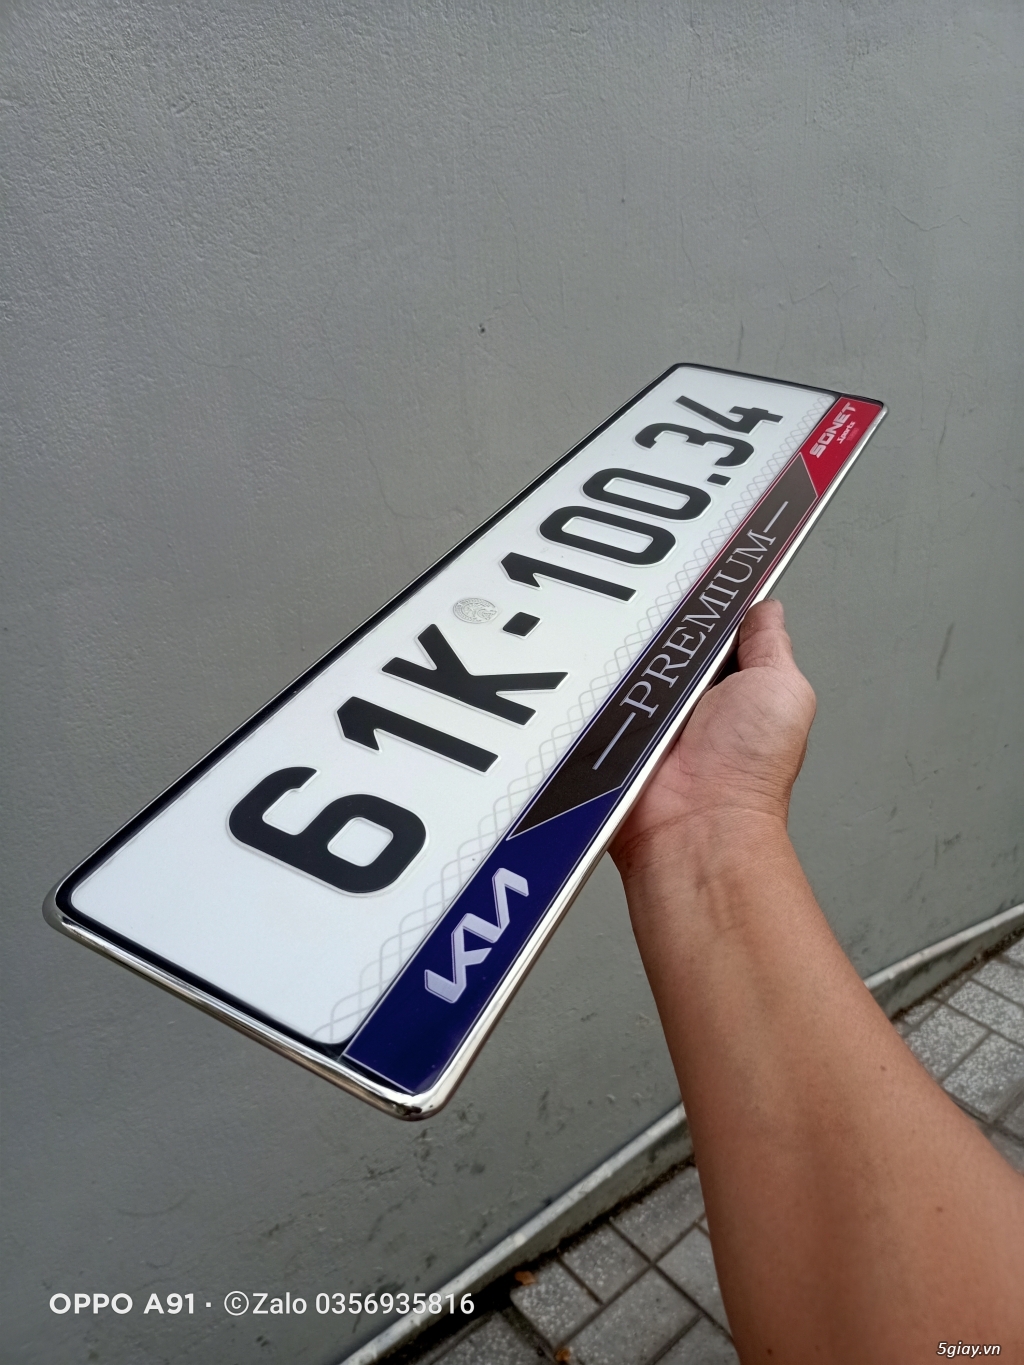 61K-100.34
KIA
PREMIUM
SONET
OPPO A91 · ©Zalo 0356935816
5giay.vn